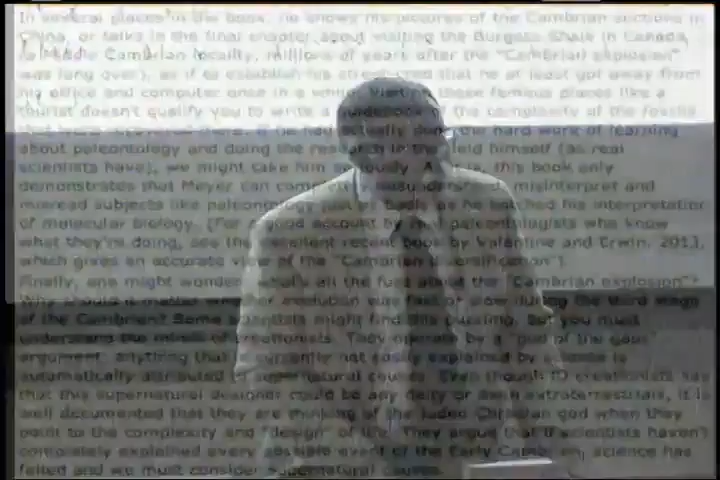 In several places in the book, he shows his pictures of the Cambrian sections in
China, or talks in the final chapter about visiting the Burgess Shale in Canada
(a Middle Cambrian locality, millions of years after the "Cambrian explosion"
was long over), as if to establish his that he at least got away from
his office and computer once in a while. these famous places like a
tourist doesn't qualify you to write a guidebook the complexity of the fossils
he had actually done the hard work of learning
about paleontology and doing the research in the field himself (as real
scientists have), we might take him seriously. this book only
demonstrates that Meyer can misunderstand, misinterpret and
misread subjects like paleontology just as badly as he botched his interpretation
of molecular biology. (For a good account by real paleontologists who know
what they're doing, see the excellent recent book by Valentine and Erwin, 2013,
which gives an accurate view of the "Cambrian diversification").
Finally, one might wonder: what's all the fuss about the "Cambrian explosion"?
Why should it matter whether evolution was fast or slow during the third stage
of the Cambrian? Some scientists might find this puzzling, but you must
understand the minds of creationists. They operate by a "god of the gaps"
argument: anything that is currently not easily explained by science is
automatically attributed to supernatural causes. Even though ID creationists say
that this supernatural designer could be any deity or even extraterrestrials, it is
well documented that they are thinking of the Judeo-Christian god when they
point to the complexity and "design" of life. They argue that if scientists haven't
completely explained every possible event of the Early Cambrian, science has
failed and we must consider supernatural causes.